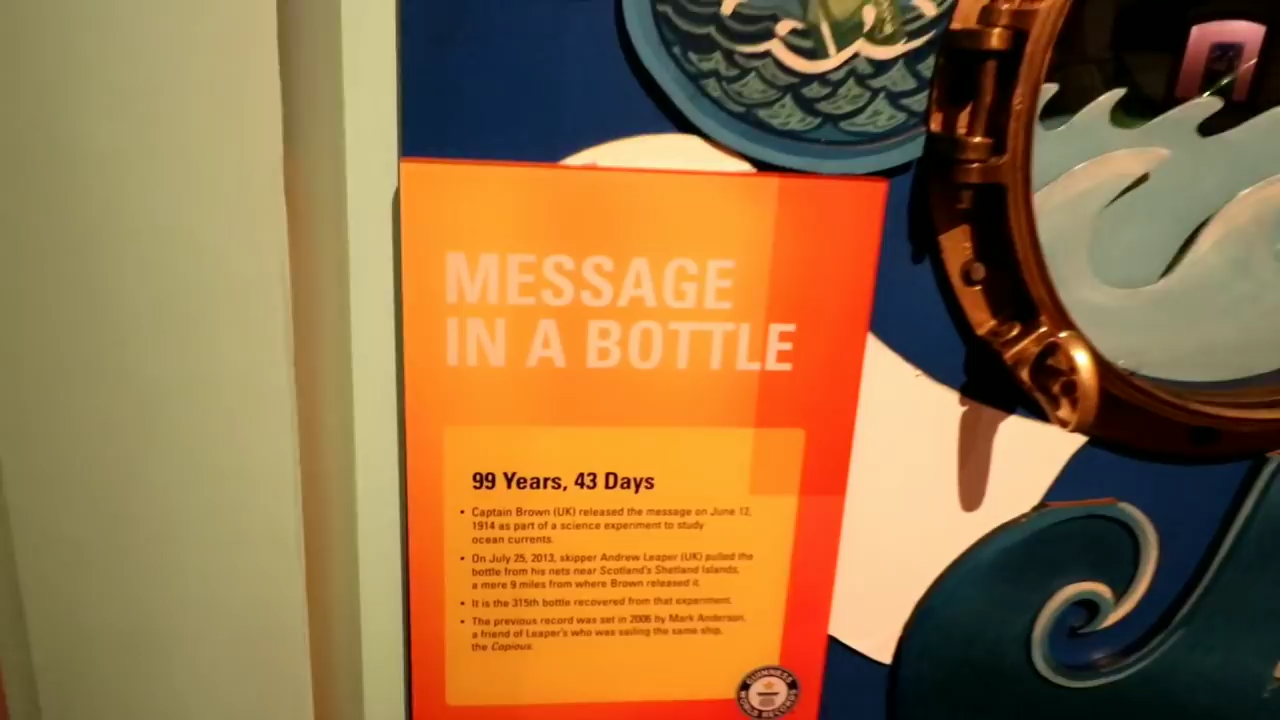 MESSAGE
IN A BOTTLE
99 Years, 43 Days
• Captain Brown (UK) released the message on June 12,
1914 as part of a science experiment to study
ocean currents.
• On July 25, 2013, skipper Andrew Leaper (UK) pulled the
bottle from his nets near Scotland's Shetland Islands,
a mere 9 miles from where Brown released it.
• It is the 315th bottle recovered from that experiment.
• The previous record was set in 2006 by Mark Anderson,
a friend of Leaper's who was sailing the same ship,
the Copious.
GUINNESS
WORLD RECORDS